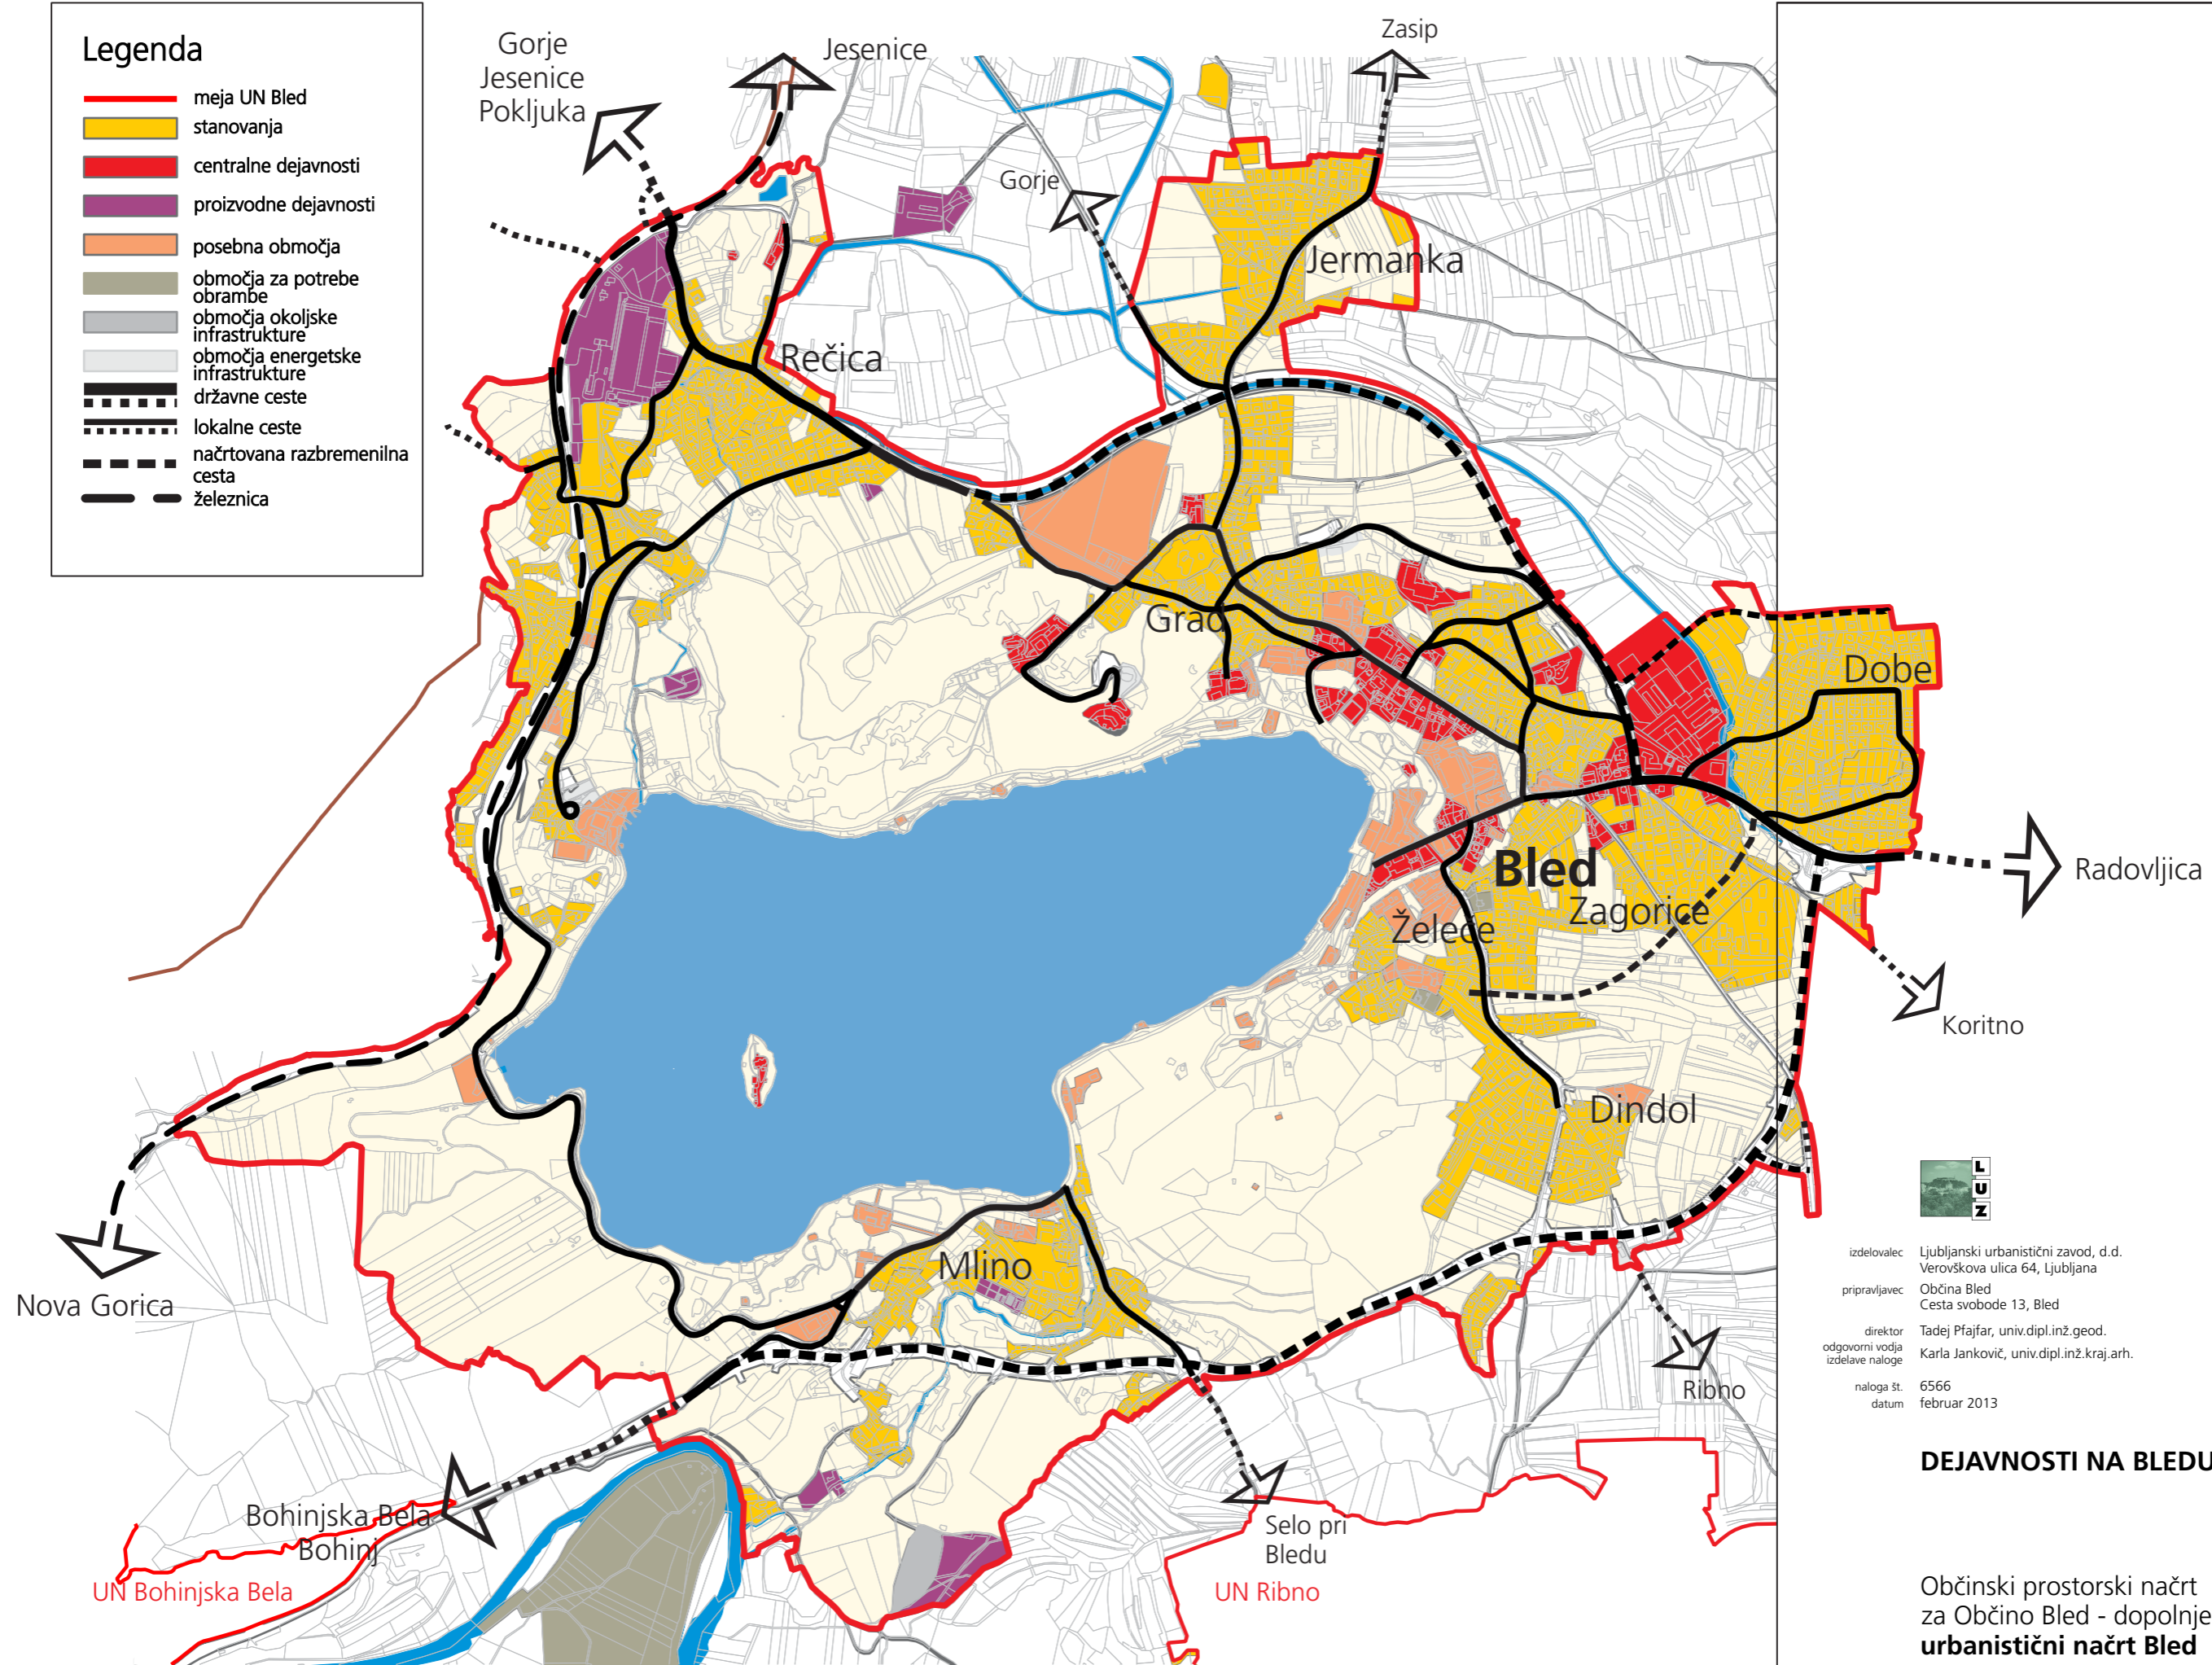 Legenda
meja UN Bled
stanovanja
centralne dejavnosti
proizvodne dejavnosti
posebna območja
območja za potrebe
obrambe
območja okoljske
infrastrukture
območja energetske
infrastrukture
državne ceste
lokalne ceste
načrtovana razbremenilna
cesta
železnica
Gorje
Jesenice
Pokljuka
Jesenice
Zasip
Gorje
Jermanka
Rečica
Grad
Dobe
Bled
Zagorice
Želeče
Radovljica
Koritno
Dindol
Mlino
Nova Gorica
Ribno
Bohinjska Bela
Bohinj
UN Bohinjska Bela
Selo pri
Bledu
UN Ribno
L
U
Z
izdelovalec Ljubljanski urbanistični zavod, d.d.
Verovškova ulica 64, Ljubljana
pripravljavec Občina Bled
Cesta svobode 13, Bled
direktor Tadej Pfajfar, univ.dipl.inž.geod.
odgovorni vodja
izdelave naloge Karla Jankovič, univ.dipl.inž.kraj.arh.
naloga št. 6566
datum februar 2013
DEJAVNOSTI NA BLEDU
Občinski prostorski načrt
za Občino Bled - dopolnje
urbanistični načrt Bled